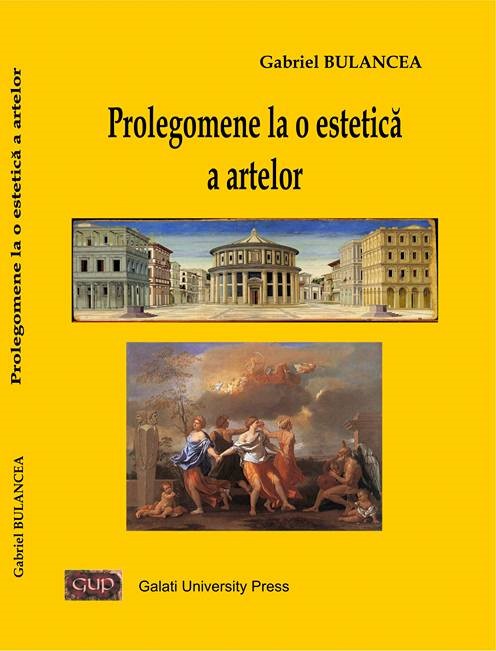 Gabriel BULANCEA
Prolegomene la o estetică
a artelor
Prolegomene la o estetică a artelor
Gabriel BULANCEA
GUP
Galati University Press